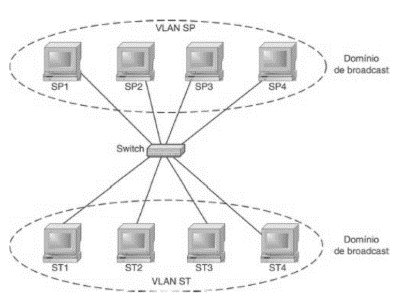 VLAN SP
SP1 SP2 SP3 SP4
Domínio
de broadcast
Switch
ST1 ST2 ST3 ST4
Domínio
de broadcast
VLAN ST